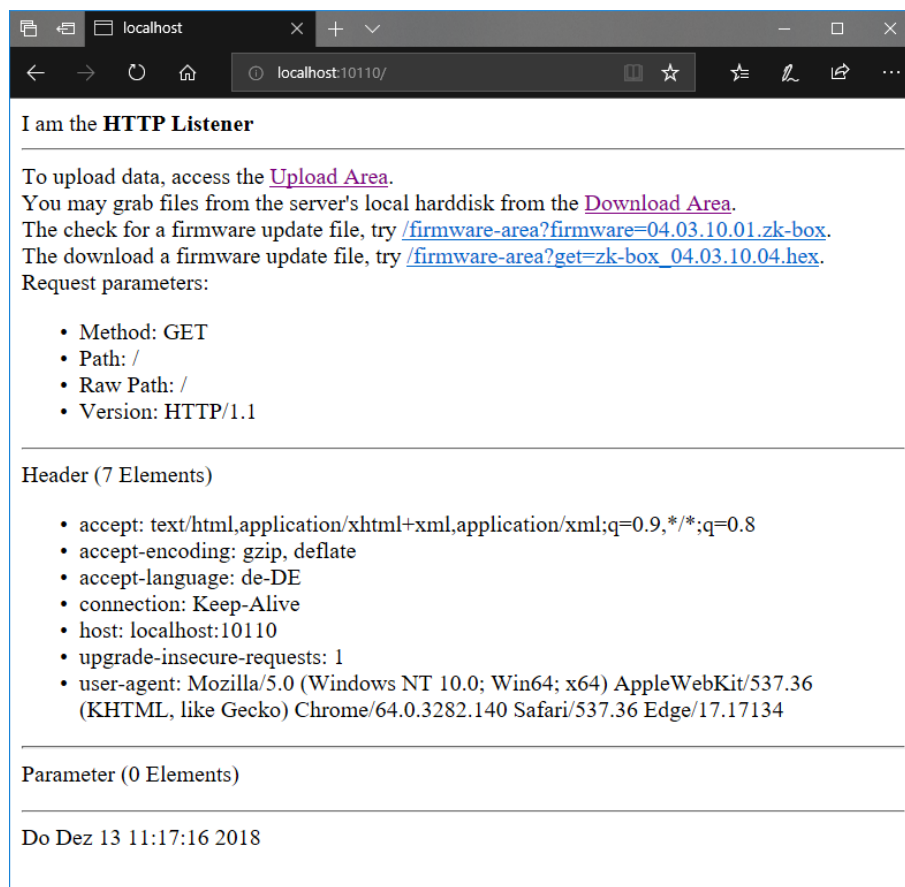 localhost
localhost:10110/
I am the HTTP Listener
To upload data, access the Upload Area.
You may grab files from the server's local harddisk from the Download Area.
The check for a firmware update file, try /firmware-area?firmware=04.03.10.01.zk-box.
The download a firmware update file, try /firmware-area?get=zk-box_04.03.10.04.hex.
Request parameters:
• Method: GET
• Path: /
• Raw Path: /
• Version: HTTP/1.1
Header (7 Elements)
• accept: text/html,application/xhtml+xml,application/xml;q=0.9,*/*;q=0.8
• accept-encoding: gzip, deflate
• accept-language: de-DE
• connection: Keep-Alive
• host: localhost:10110
• upgrade-insecure-requests: 1
• user-agent: Mozilla/5.0 (Windows NT 10.0; Win64; x64) AppleWebKit/537.36
(KHTML, like Gecko) Chrome/64.0.3282.140 Safari/537.36 Edge/17.17134
Parameter (0 Elements)
Do Dez 13 11:17:16 2018